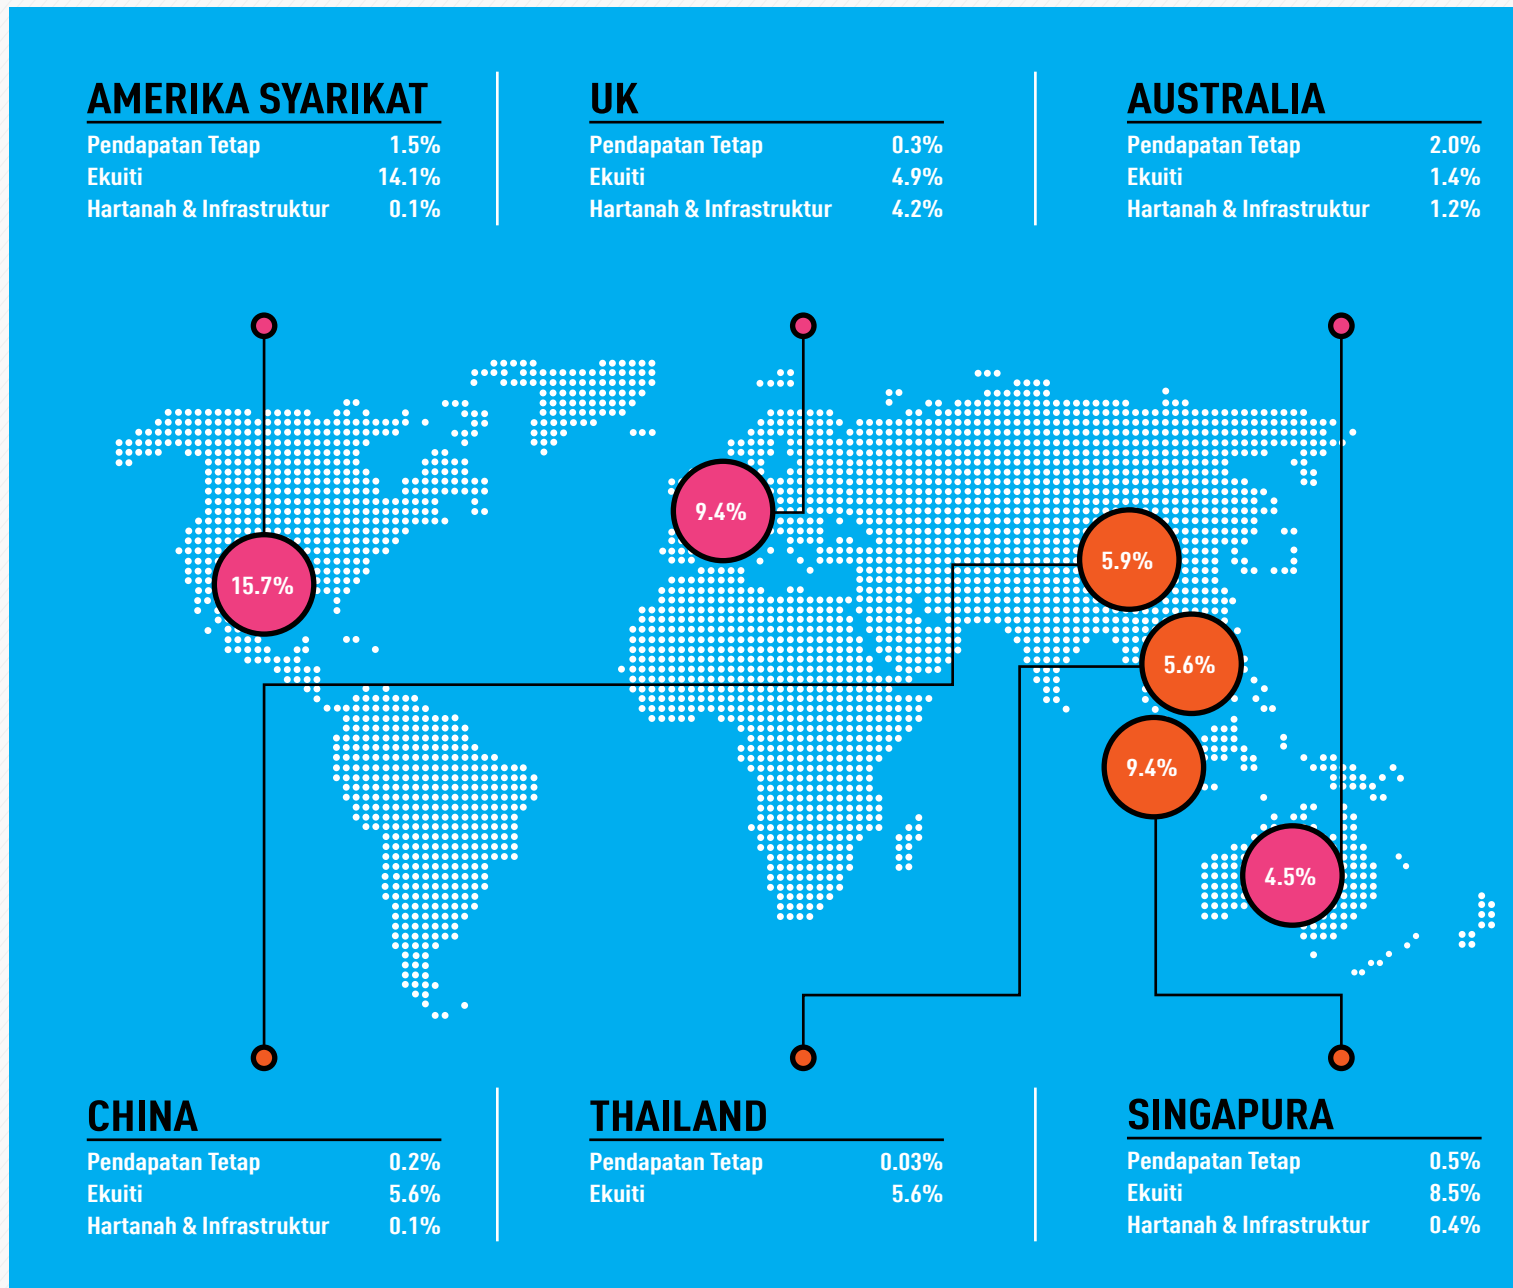 AMERIKA SYARIKAT
Pendapatan Tetap 1.5%
Ekuiti 14.1%
Hartanah & Infrastruktur 0.1%
UK
Pendapatan Tetap 0.3%
Ekuiti 4.9%
Hartanah & Infrastruktur 4.2%
AUSTRALIA
Pendapatan Tetap 2.0%
Ekuiti 1.4%
Hartanah & Infrastruktur 1.2%
9.4%
5.9%
15.7%
5.6%
9.4%
4.5%
CHINA
Pendapatan Tetap 0.2%
Ekuiti 5.6%
Hartanah & Infrastruktur 0.1%
THAILAND
Pendapatan Tetap 0.03%
Ekuiti 5.6%
SINGAPURA
Pendapatan Tetap 0.5%
Ekuiti 8.5%
Hartanah & Infrastruktur 0.4%